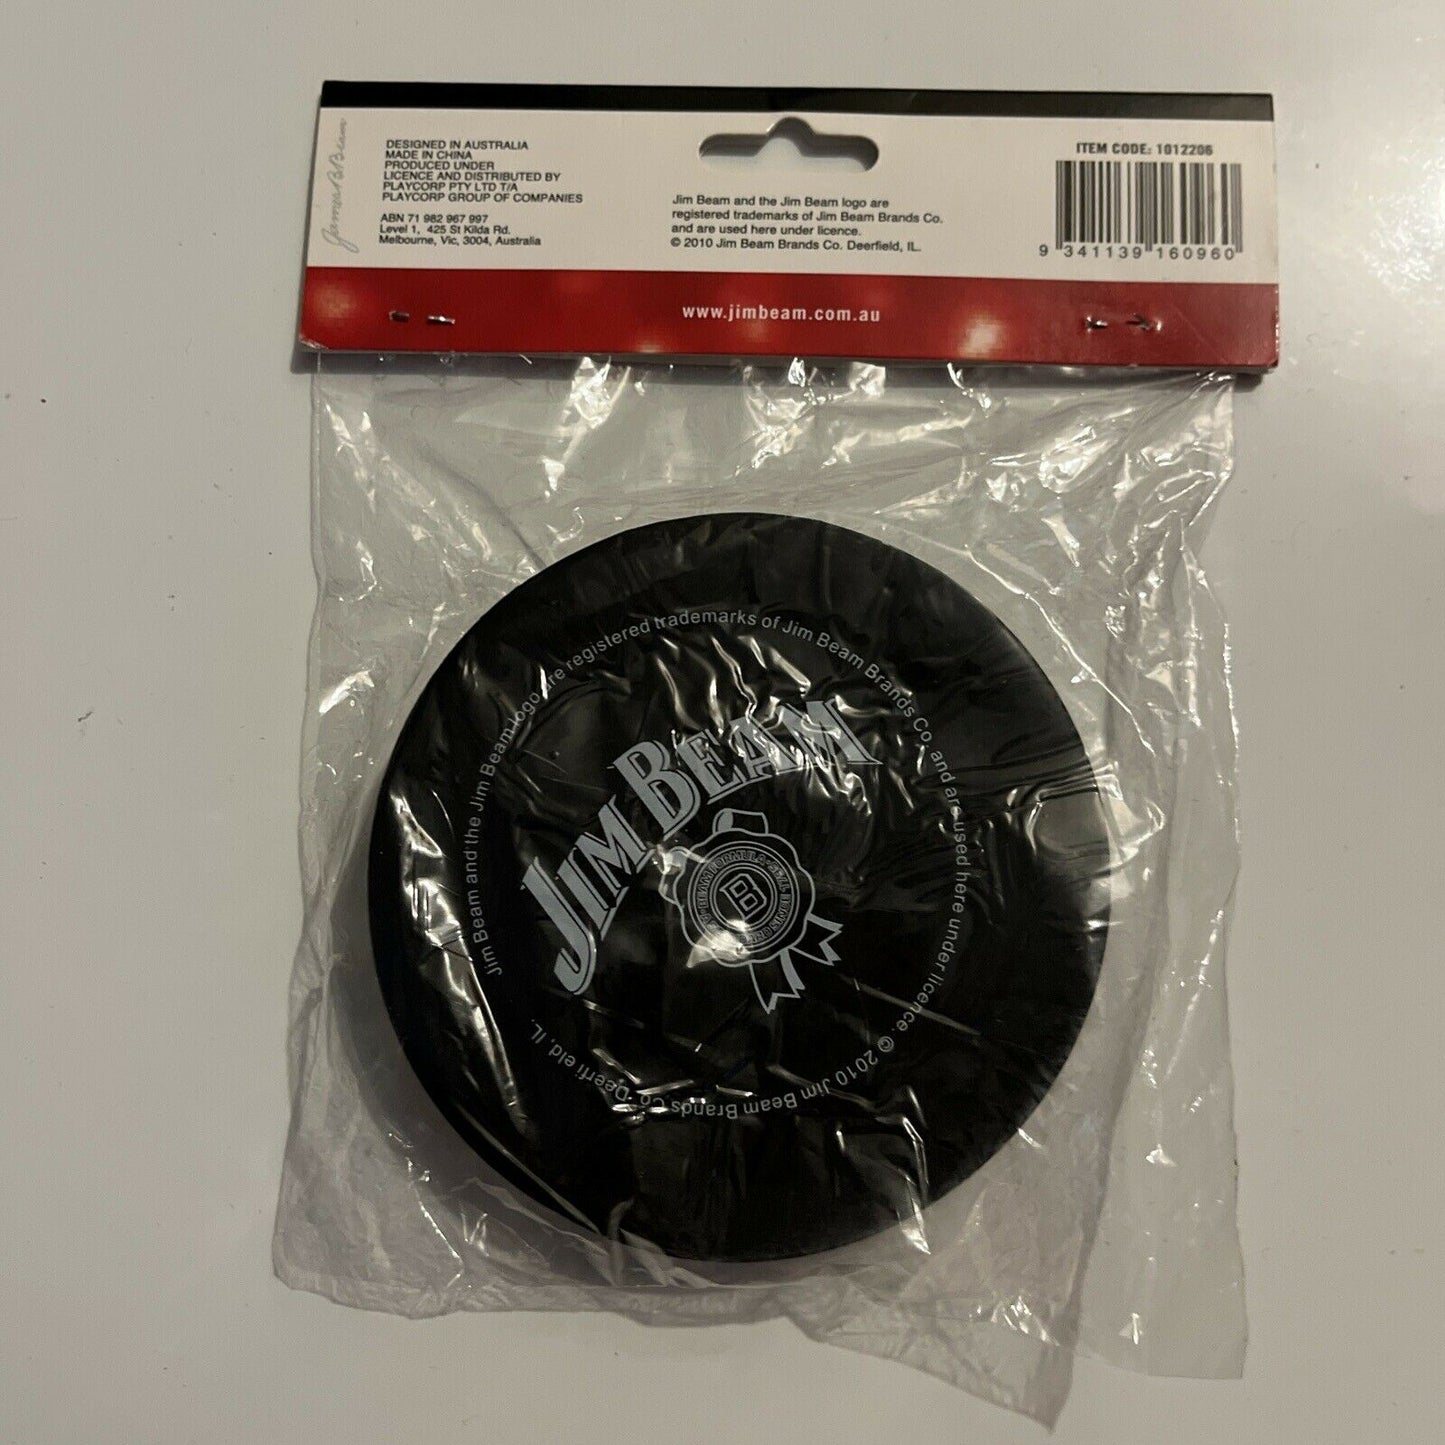 James B Beam
DESIGNED IN AUSTRALIA
MADE IN CHINA
PRODUCED UNDER
LICENCE AND DISTRIBUTED BY
PLAYCORP PTY LTD T/A
PLAYCORP GROUP OF COMPANIES
ABN 71 982 967 997
Level 1, 425 St Kilda Rd.
Melbourne, Vic, 3004, Australia
Jim Beam and the Jim Beam logo are
registered trademarks of Jim Beam Brands Co.
and are used here under licence.
© 2010 Jim Beam Brands Co. Deerfield, IL.
ITEM CODE: 1012206
9 341139 160960
www.jimbeam.com.au
Jim Beam and the Jim Beam logo are registered trademarks of Jim Beam Brands Co. and are used here under licence. © 2010 Jim Beam Brands Co. Deerfield, IL.
JIM BEAM
BEAM FORMULA
B